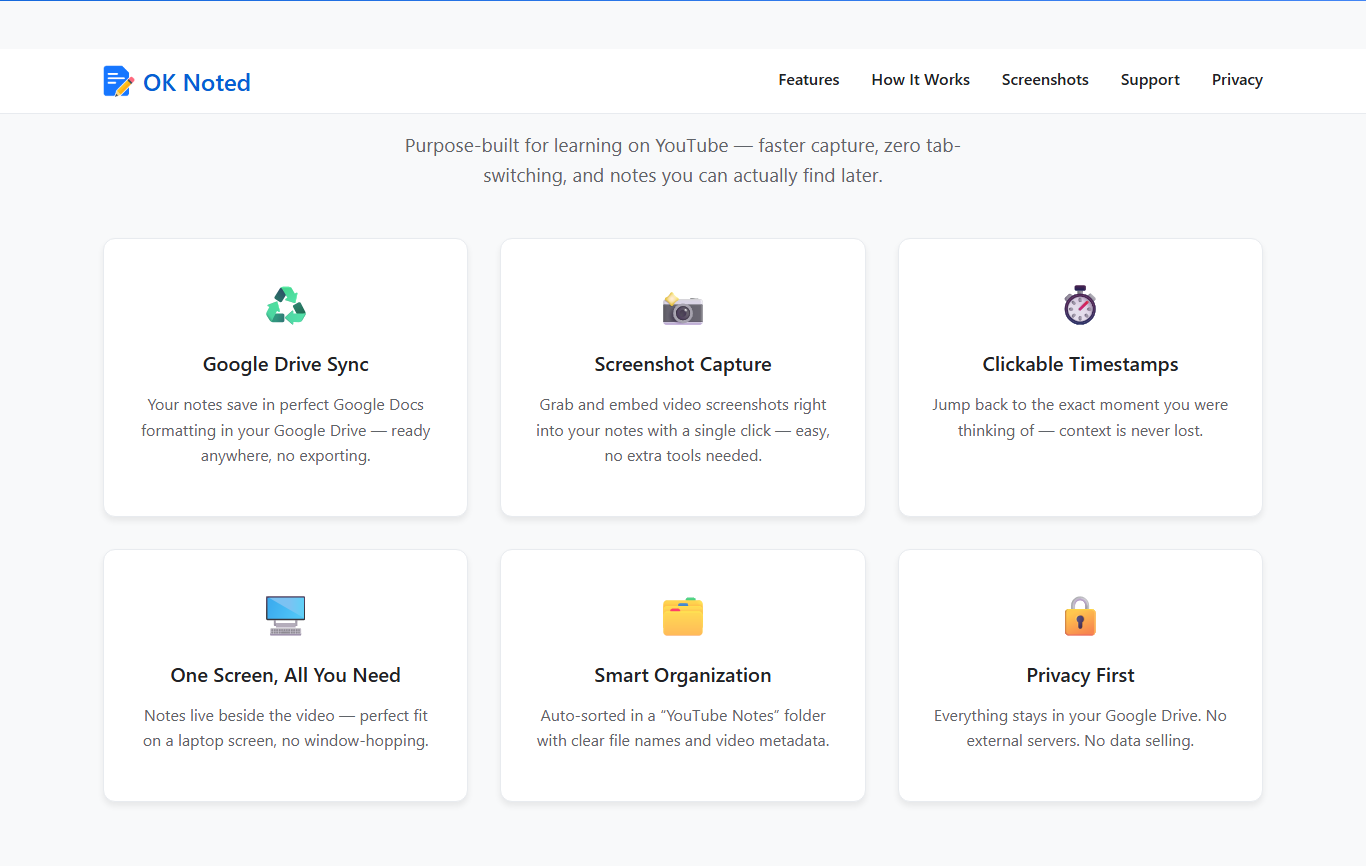 OK Noted
Features
How It Works
Screenshots
Support
Privacy
Purpose-built for learning on YouTube — faster capture, zero tab-
switching, and notes you can actually find later.
Google Drive Sync
Your notes save in perfect Google Docs
formatting in your Google Drive — ready
anywhere, no exporting.
Screenshot Capture
Grab and embed video screenshots right
into your notes with a single click — easy,
no extra tools needed.
Clickable Timestamps
Jump back to the exact moment you were
thinking of — context is never lost.
One Screen, All You Need
Notes live beside the video — perfect fit
on a laptop screen, no window-hopping.
Smart Organization
Auto-sorted in a “YouTube Notes” folder
with clear file names and video metadata.
Privacy First
Everything stays in your Google Drive. No
external servers. No data selling.